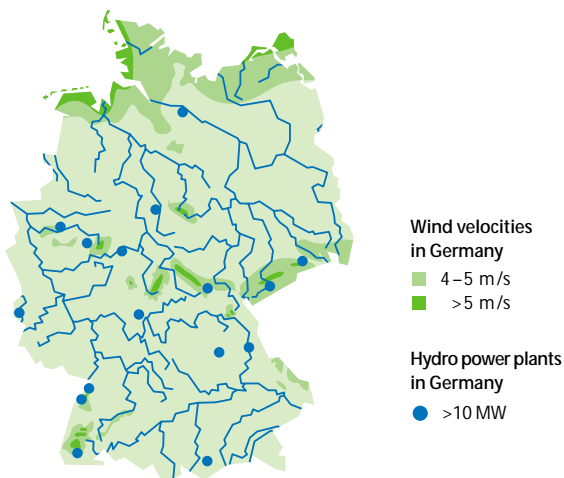 Wind velocities
in Germany
4–5 m/s
>5 m/s
Hydro power plants
in Germany
>10 MW